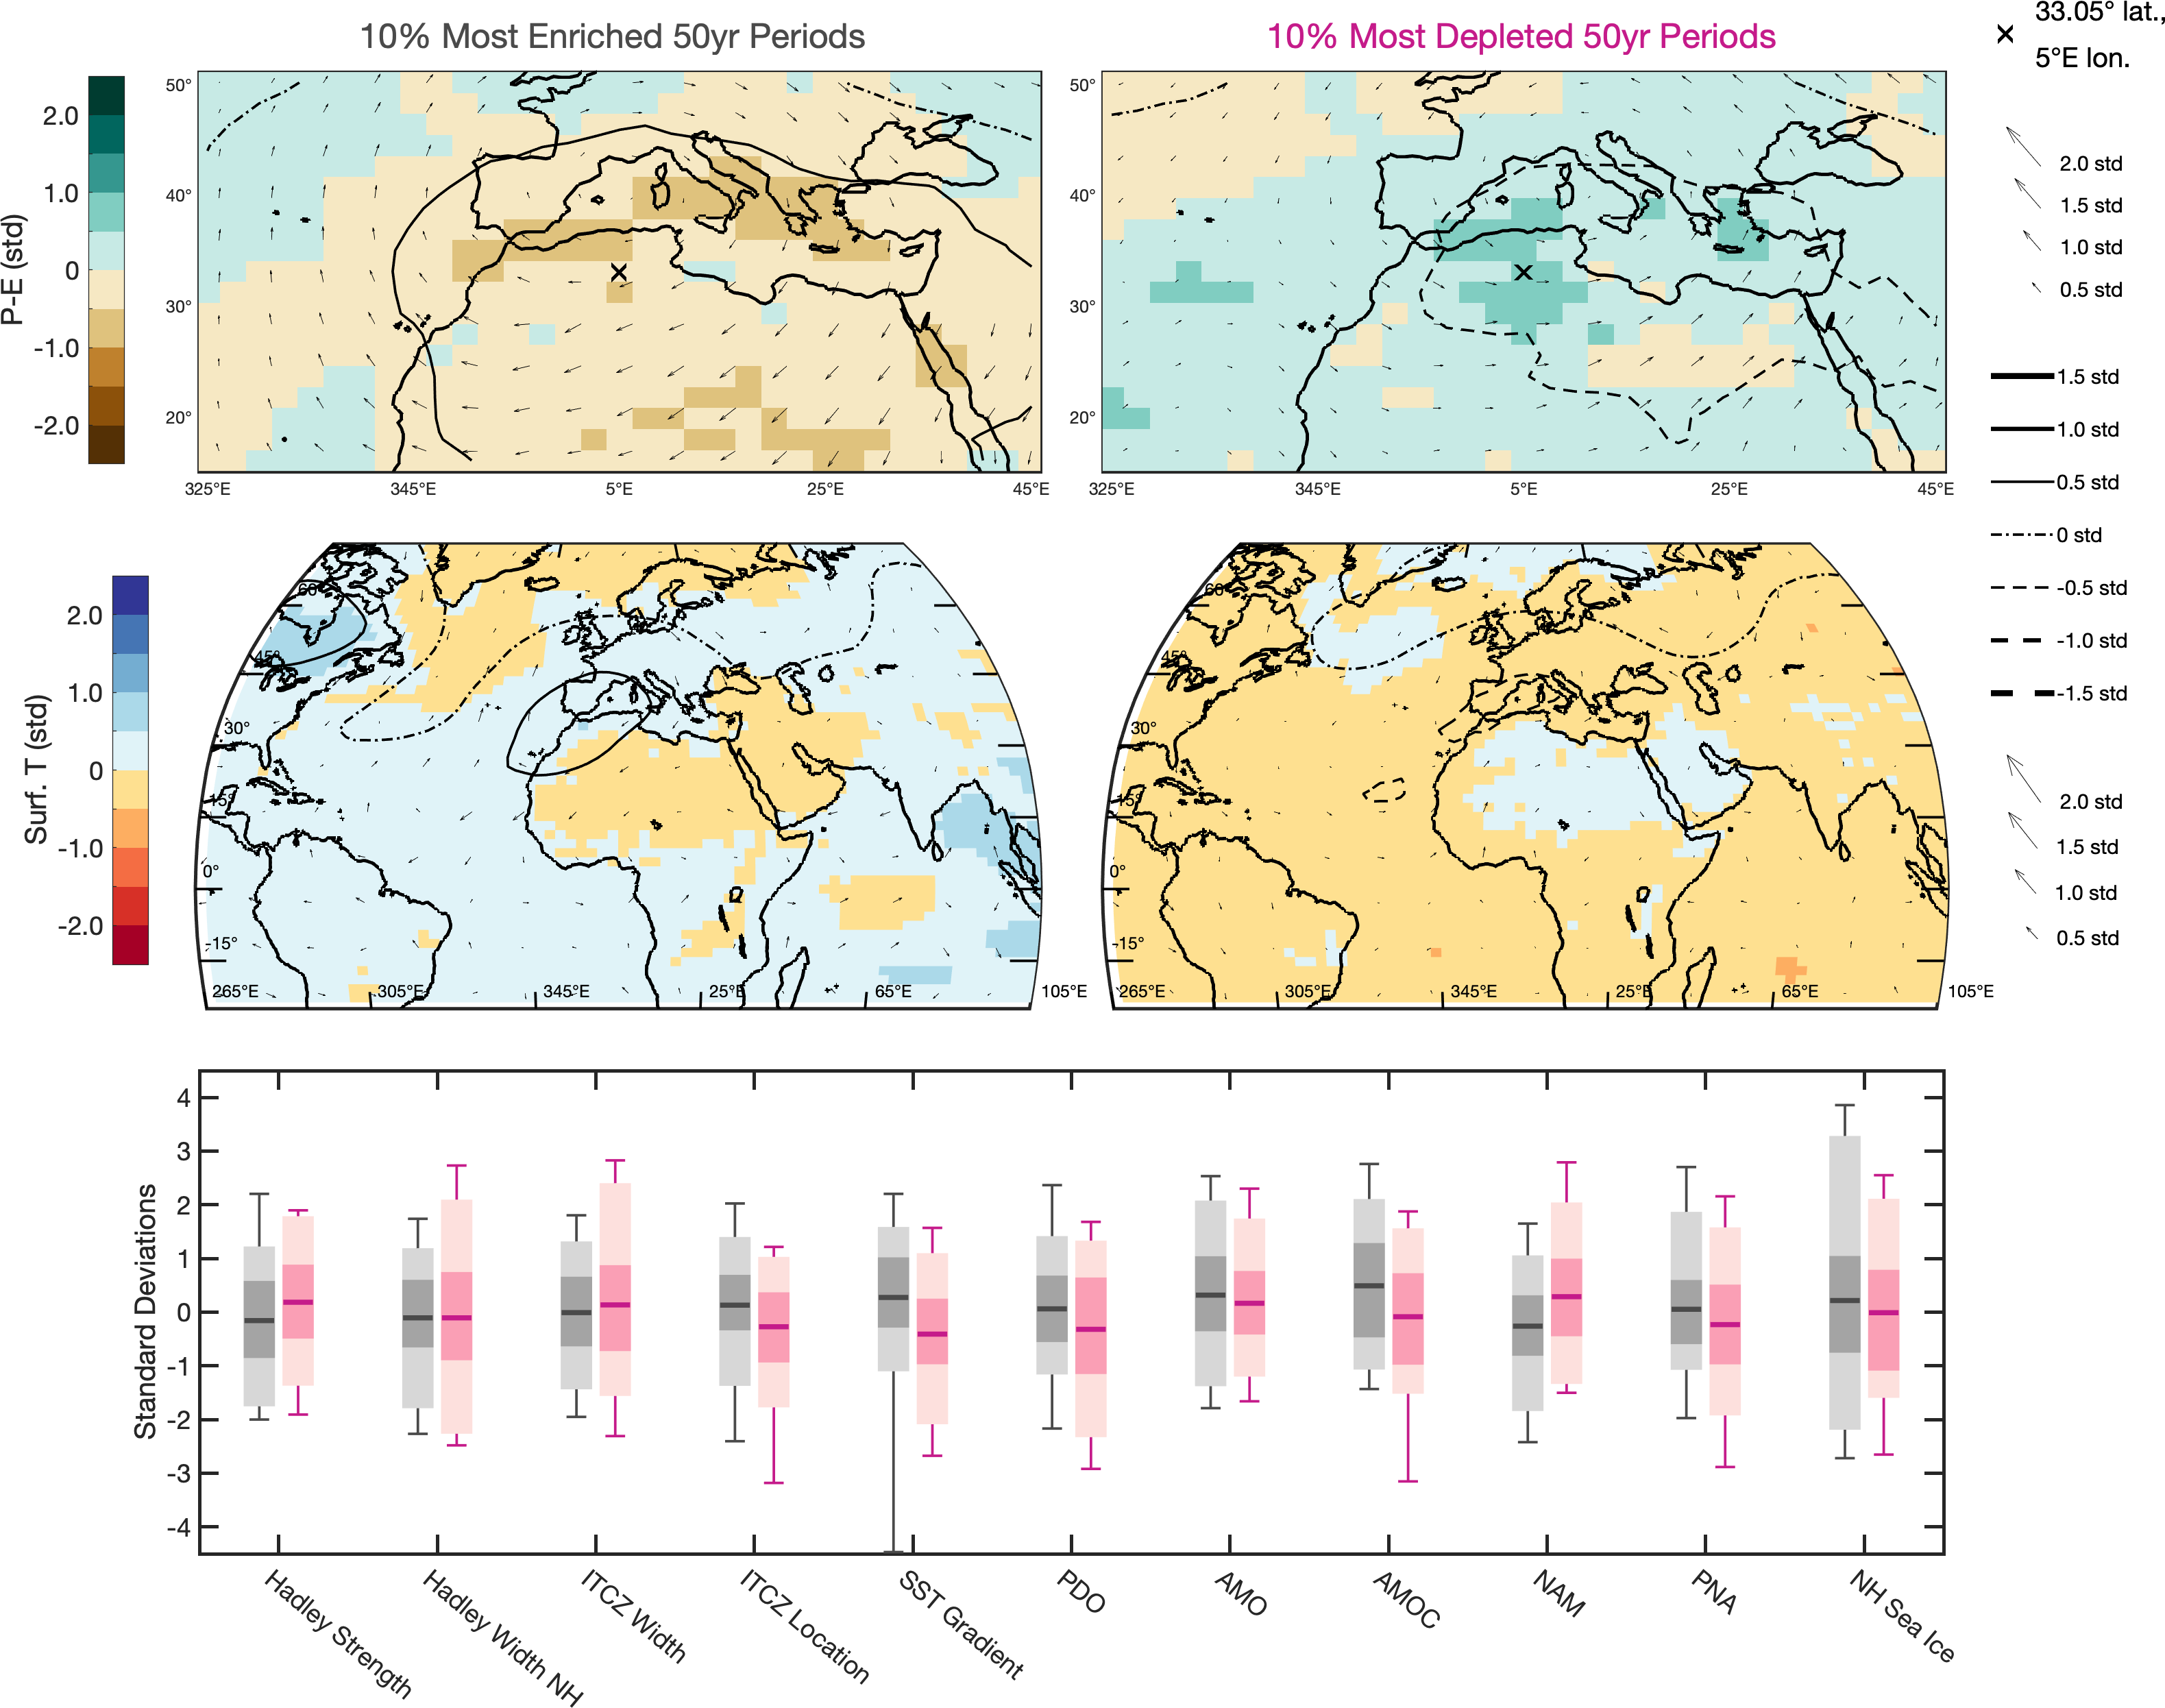 10% Most Enriched 50yr Periods
10% Most Depleted 50yr Periods
33.05° lat.,
5°E lon.
P-E (std)
2.0
1.0
0
-1.0
-2.0
50°
40°
30°
20°
325°E
345°E
5°E
25°E
45°E
50°
40°
30°
20°
325°E
345°E
5°E
25°E
45°E
2.0 std
1.5 std
1.0 std
0.5 std
1.5 std
1.0 std
0.5 std
0 std
-0.5 std
-1.0 std
-1.5 std
2.0 std
1.5 std
1.0 std
0.5 std
Surf. T (std)
2.0
1.0
0
-1.0
-2.0
60°
45°
30°
15°
0°
-15°
265°E
305°E
345°E
25°E
65°E
105°E
60°
45°
30°
15°
0°
-15°
265°E
305°E
345°E
25°E
65°E
105°E
Standard Deviations
4
3
2
1
0
-1
-2
-3
-4
Hadley Strength
Hadley Width NH
ITCZ Width
ITCZ Location
SST Gradient
PDO
AMO
AMOC
NAM
PNA
NH Sea Ice